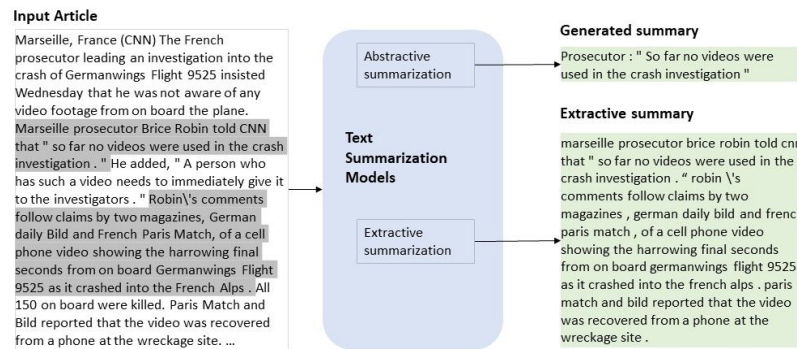 Input Article
Marseille, France (CNN) The French
prosecutor leading an investigation into the
crash of Germanwings Flight 9525 insisted
Wednesday that he was not aware of any
video footage from on board the plane.
Marseille prosecutor Brice Robin told CNN
that " so far no videos were used in the crash
investigation . " He added, " A person who
has such a video needs to immediately give it
to the investigators . " Robin\'s comments
follow claims by two magazines, German
daily Bild and French Paris Match, of a cell
phone video showing the harrowing final
seconds from on board Germanwings Flight
9525 as it crashed into the French Alps . All
150 on board were killed. Paris Match and
Bild reported that the video was recovered
from a phone at the wreckage site. ...
Text
Summarization
Models
Abstractive
summarization
Extractive
summarization
Generated summary
Prosecutor : " So far no videos were
used in the crash investigation "
Extractive summary
marseille prosecutor brice robin told cnn
that " so far no videos were used in the
crash investigation . “ robin \'s
comments follow claims by two
magazines , german daily bild and frenc
paris match , of a cell phone video
showing the harrowing final seconds
from on board germanwings flight 9525
as it crashed into the french alps . paris
match and bild reported that the video
was recovered from a phone at the
wreckage site .